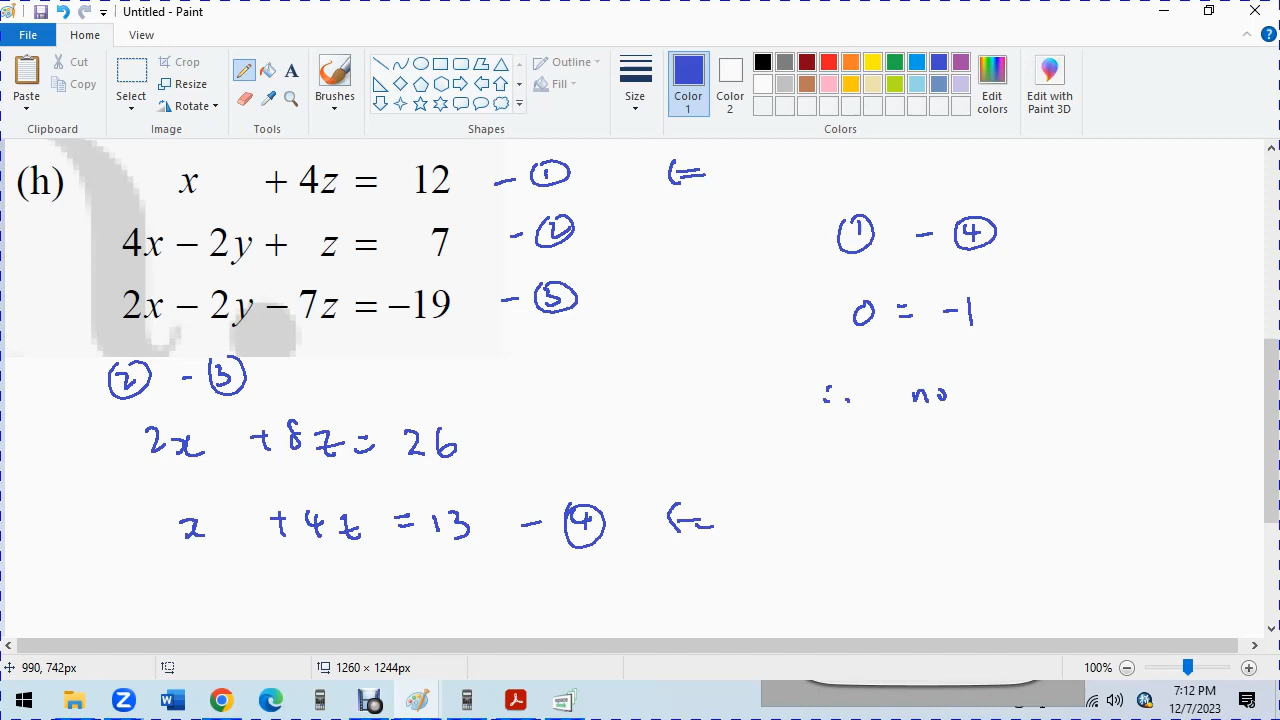 Untitled - Paint
File Home View
Paste Cut Copy Clipboard
Select Crop Resize Rotate Image
A Tools
Brushes
Outline Fill Shapes
Size
Color 1 Color 2 Edit colors Colors
Edit with Paint 3D
(h) x + 4z = 12 - ① ⇐
4x − 2y + z = 7 - ②
2x − 2y − 7z = −19 - ③
② - ③
2x + 8z = 26
x + 4z = 13 - ④ ⇐
① - ④
0 = -1
∴ no
990, 742px 1260 × 1244px 100%
7:12 PM
12/7/2023